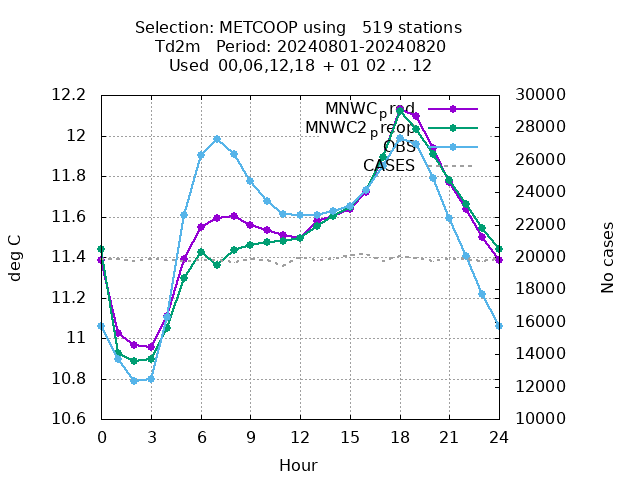 Selection: METCOOP using   519 stations
Td2m   Period: 20240801-20240820
Used  00,06,12,18  + 01 02 ... 12
MNWC_prod
MNWC2_preop
OBS
CASES
12.2
12
11.8
11.6
11.4
11.2
11
10.8
10.6
deg C
30000
28000
26000
24000
22000
20000
18000
16000
14000
12000
10000
No cases
0 3 6 9 12 15 18 21 24
Hour